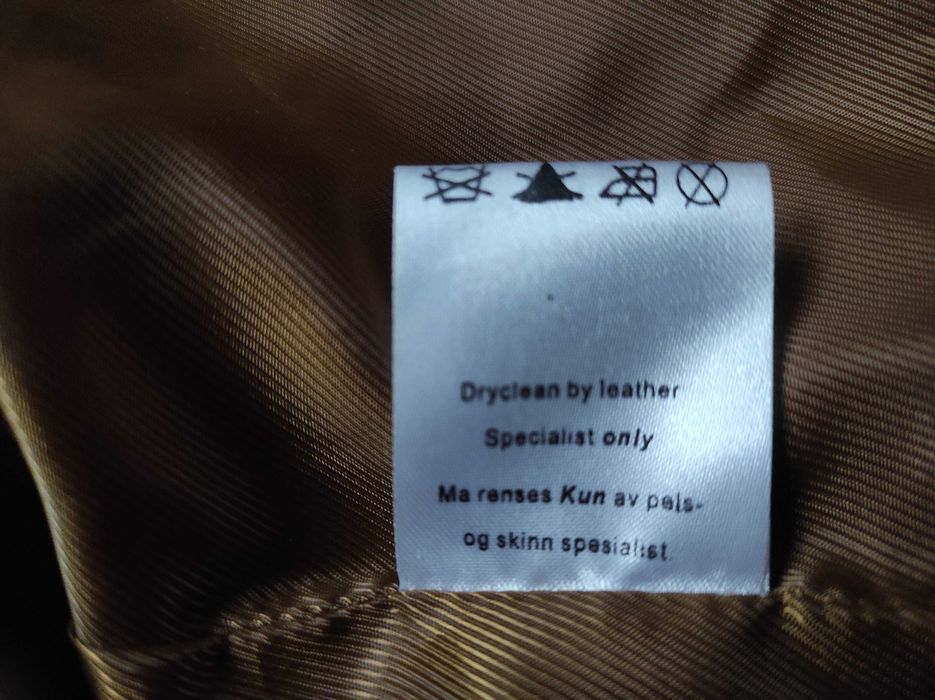 Dryclean by leather
Specialist only
Ma renses Kun av pels-
og skinn spesialist.